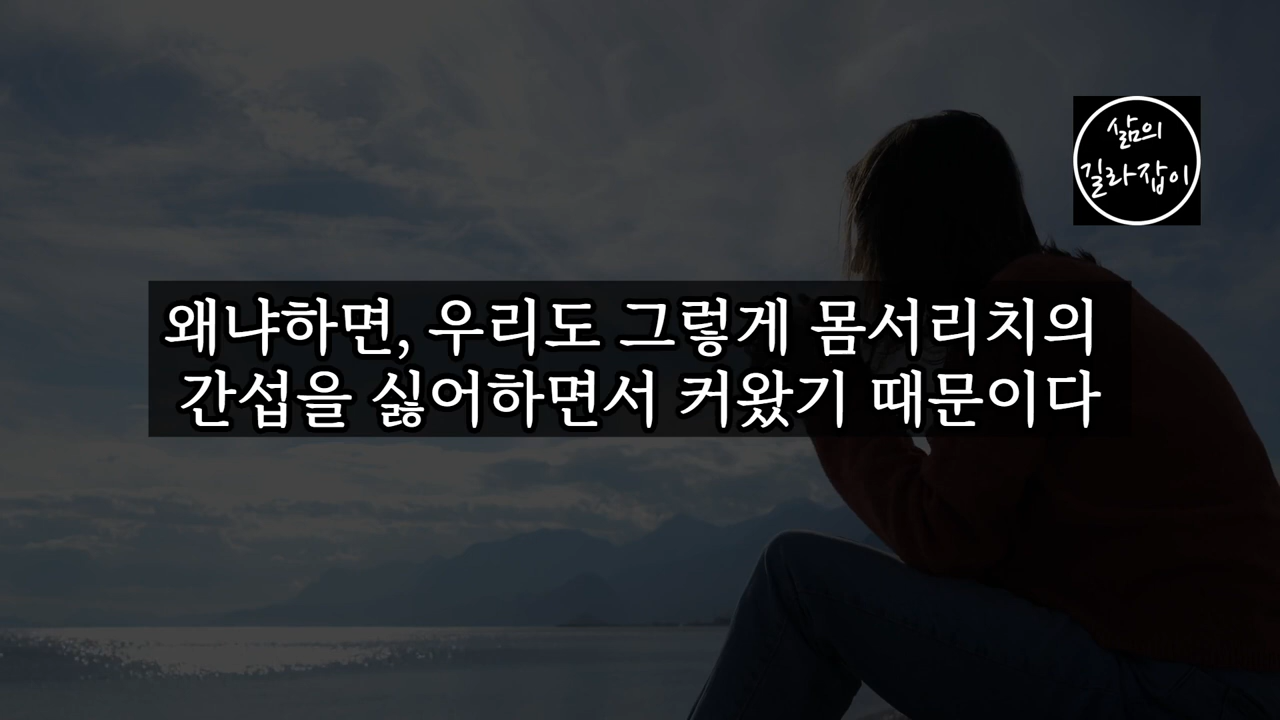 삶의
길라잡이
왜냐하면, 우리도 그렇게 몸서리치의
간섭을 싫어하면서 커왔기 때문이다